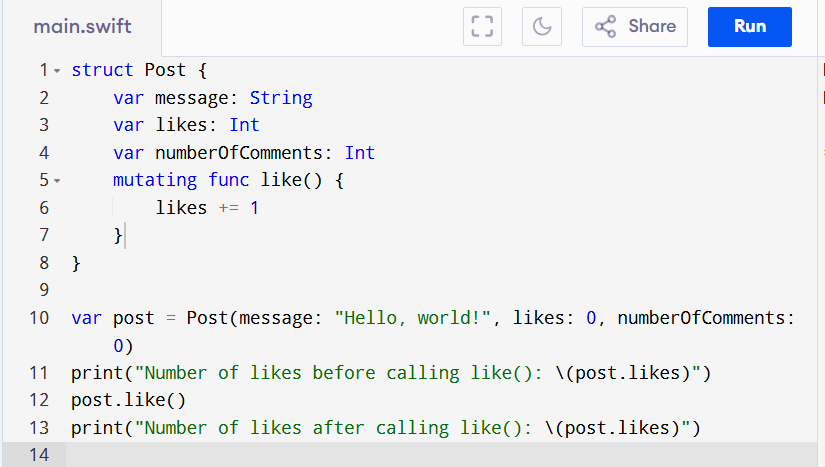 main.swift
Share
Run
1 struct Post {
2     var message: String
3     var likes: Int
4     var numberOfComments: Int
5     mutating func like() {
6         likes += 1
7     }
8 }
9
10 var post = Post(message: "Hello, world!", likes: 0, numberOfComments:
    0)
11 print("Number of likes before calling like(): \(post.likes)")
12 post.like()
13 print("Number of likes after calling like(): \(post.likes)")
14